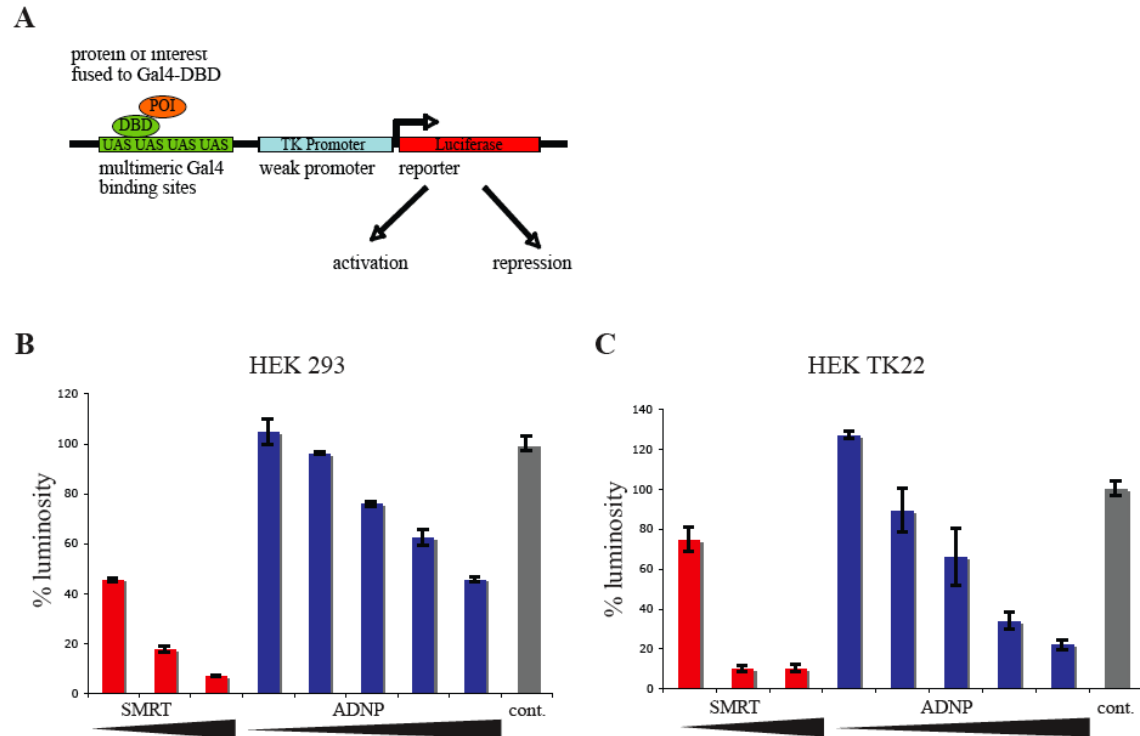 A
protein of interest
fused to Gal4-DBD
POI
DBD
UAS UAS UAS UAS
TK Promoter
Luciferase
multimeric Gal4
binding sites
weak promoter
reporter
activation
repression
B
HEK 293
% luminosity
120
100
80
60
40
20
0
SMRT
ADNP
cont.
C
HEK TK22
% luminosity
140
120
100
80
60
40
20
0
SMRT
ADNP
cont.